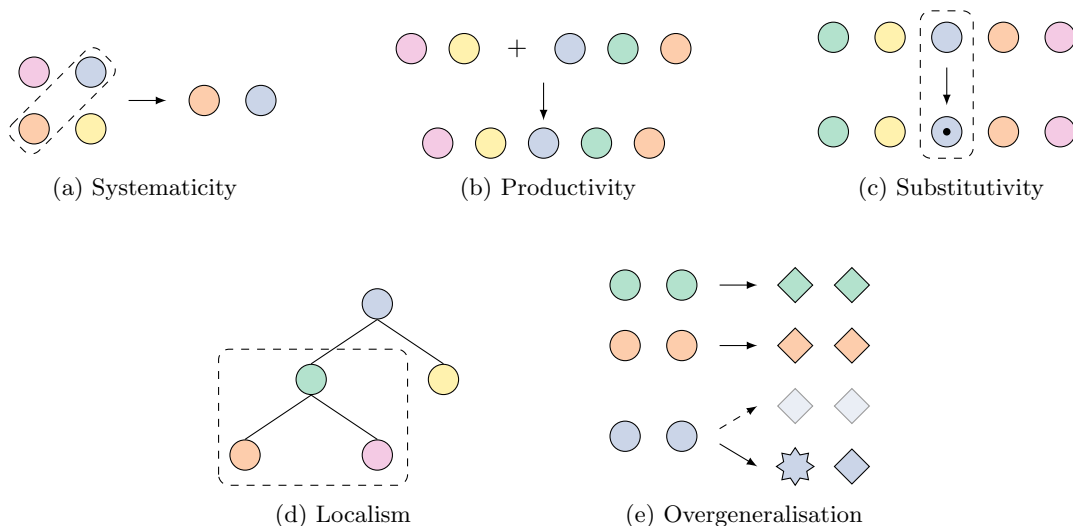 +
(a) Systematicity
(b) Productivity
(c) Substitutivity
(d) Localism
(e) Overgeneralisation